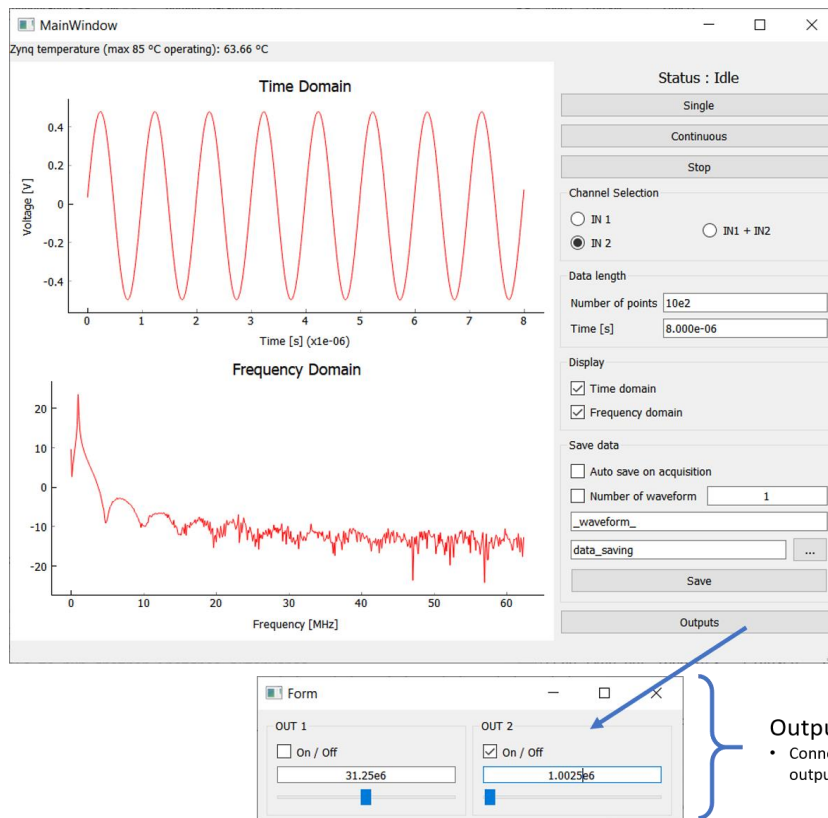 MainWindow
Zynq temperature (max 85 ºC operating): 63.66 ºC
Time Domain
0.4
0.2
0
-0.2
-0.4
Voltage [V]
0 1 2 3 4 5 6 7 8
Time [s] (x1e-06)
Frequency Domain
20
10
0
-10
-20
0 10 20 30 40 50 60
Frequency [MHz]
Status : Idle
Single
Continuous
Stop
Channel Selection
IN 1
IN 2
IN1 + IN2
Data length
Number of points 10e2
Time [s] 8.000e-06
Display
Time domain
Frequency domain
Save data
Auto save on acquisition
Number of waveform 1
_waveform_
data_saving ...
Save
Outputs
Form
OUT 1
On / Off
31.25e6
OUT 2
On / Off
1.0025e6